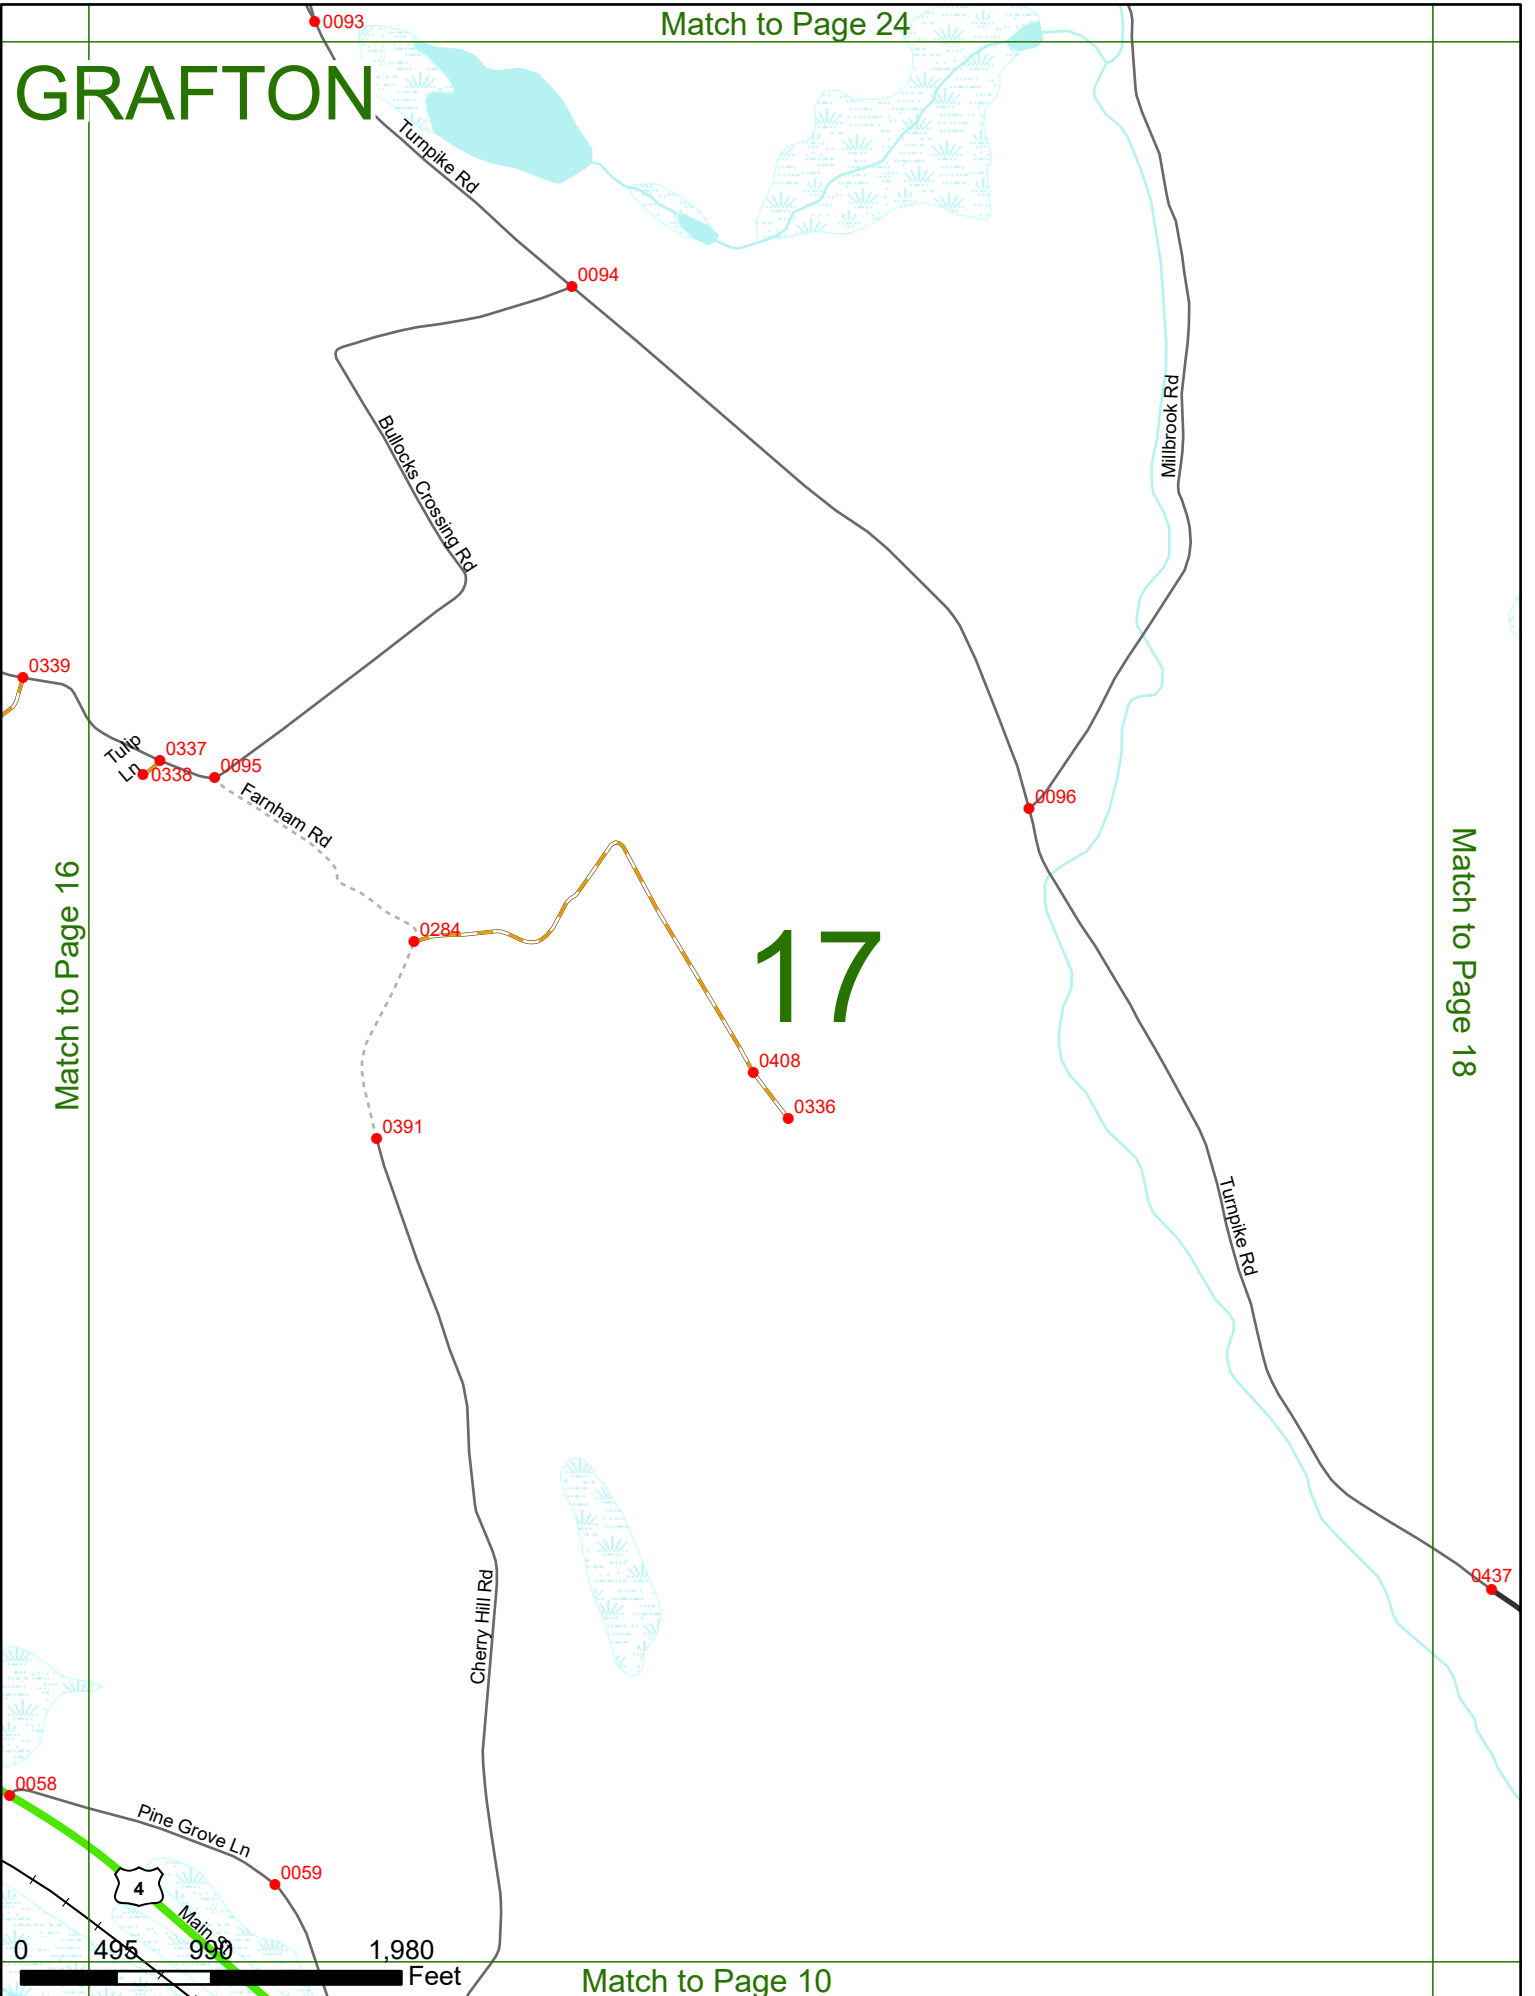 0093
Match to Page 24
GRAFTON
Turnpike Rd
0094
Millbrook Rd
Bullocks Crossing Rd
0339
0337
Tulip
Ln
0338
0095
Farnham Rd
0096
Match to Page 16
Match to Page 18
0284
17
0408
0336
0391
Turnpike Rd
0437
Cherry Hill Rd
0058
Pine Grove Ln
0059
4
Main St
0 495 990 1,980
Feet
Match to Page 10